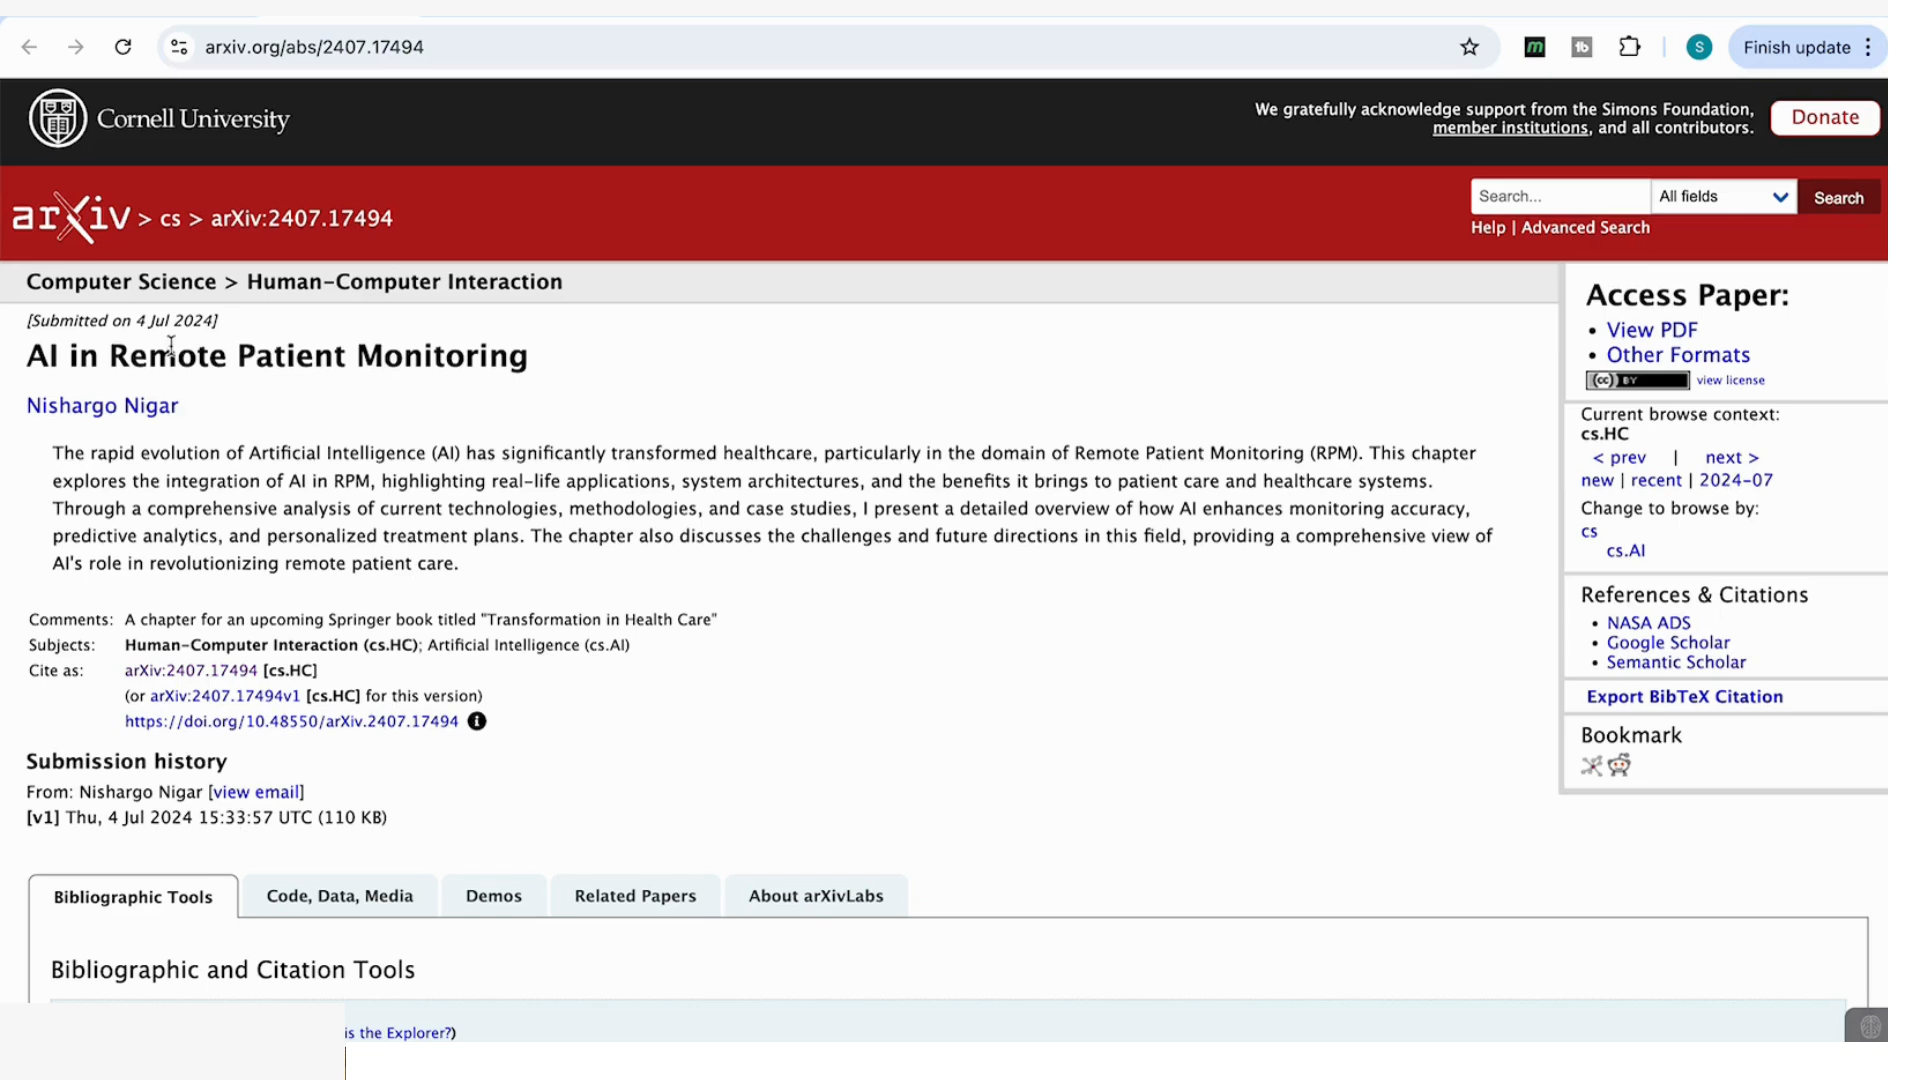 arxiv.org/abs/2407.17494
m
tb
S
Finish update
Cornell University
We gratefully acknowledge support from the Simons Foundation,
member institutions, and all contributors.
Donate
arXiv > cs > arXiv:2407.17494
Search...
All fields
Search
Help | Advanced Search
Computer Science > Human-Computer Interaction
[Submitted on 4 Jul 2024]
AI in Remote Patient Monitoring
Nishargo Nigar
The rapid evolution of Artificial Intelligence (AI) has significantly transformed healthcare, particularly in the domain of Remote Patient Monitoring (RPM). This chapter
explores the integration of AI in RPM, highlighting real-life applications, system architectures, and the benefits it brings to patient care and healthcare systems.
Through a comprehensive analysis of current technologies, methodologies, and case studies, I present a detailed overview of how AI enhances monitoring accuracy,
predictive analytics, and personalized treatment plans. The chapter also discusses the challenges and future directions in this field, providing a comprehensive view of
AI's role in revolutionizing remote patient care.
Comments: A chapter for an upcoming Springer book titled "Transformation in Health Care"
Subjects: Human-Computer Interaction (cs.HC); Artificial Intelligence (cs.AI)
Cite as: arXiv:2407.17494 [cs.HC]
(or arXiv:2407.17494v1 [cs.HC] for this version)
https://doi.org/10.48550/arXiv.2407.17494
Submission history
From: Nishargo Nigar [view email]
[v1] Thu, 4 Jul 2024 15:33:57 UTC (110 KB)
Access Paper:
• View PDF
• Other Formats
(cc) BY view license
Current browse context:
cs.HC
< prev | next >
new | recent | 2024-07
Change to browse by:
cs
cs.AI
References & Citations
• NASA ADS
• Google Scholar
• Semantic Scholar
Export BibTeX Citation
Bookmark
Bibliographic Tools
Code, Data, Media
Demos
Related Papers
About arXivLabs
Bibliographic and Citation Tools
is the Explorer?)